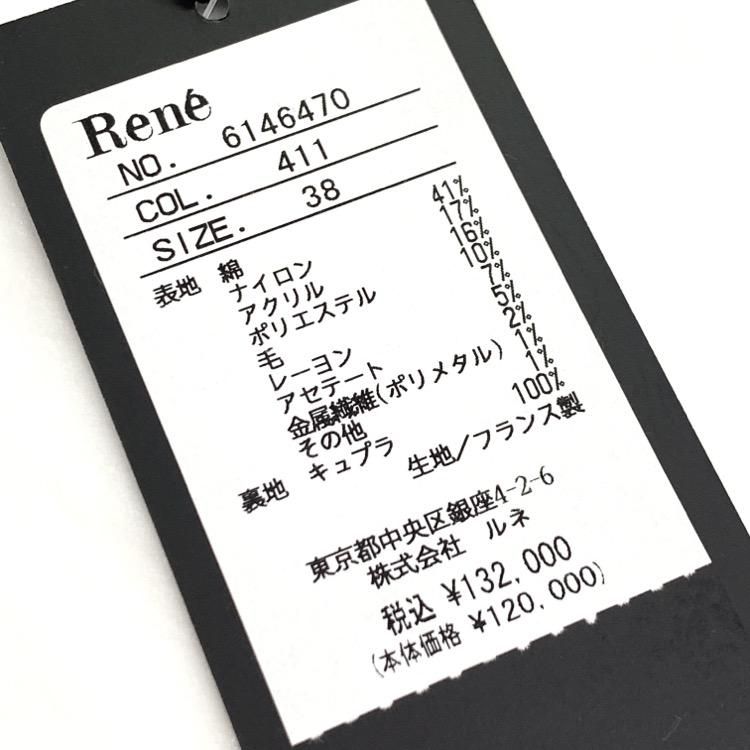 René
NO. 6146470
COL. 411
SIZE. 38
表地 綿 41%
ナイロン 17%
アクリル 16%
ポリエステル 10%
毛 7%
レーヨン 5%
アセテート 2%
金属繊維(ポリメタル) 1%
その他 1%
裏地 キュプラ 100%
生地/フランス製
東京都中央区銀座4-2-6
株式会社 ルネ
税込 ¥132,000
(本体価格 ¥120,000)